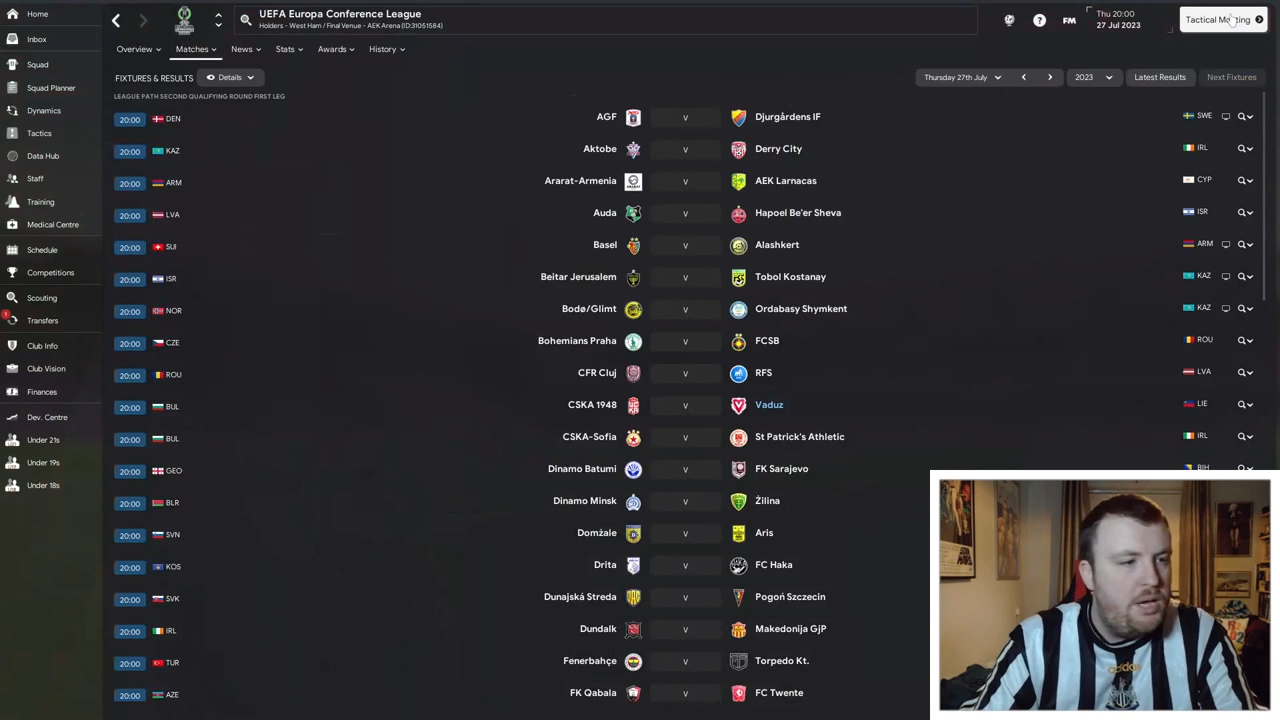 Home
Inbox
Squad
Squad Planner
Dynamics
Tactics
Data Hub
Staff
Training
Medical Centre
Schedule
Competitions
Scouting
1
Transfers
Club Info
Club Vision
Finances
Dev. Centre
Under 21s
Under 19s
Under 18s
UEFA Europa Conference League
Holders - West Ham / Final Venue - AEK Arena (ID:31051584)
? FM
Thu 20:00
27 Jul 2023
Overview Matches News Stats Awards History
FIXTURES & RESULTS Details Thursday 27th July 2023 Latest Results Next Fixtures
LEAGUE PATH SECOND QUALIFYING ROUND FIRST LEG
20:00 DEN AGF v Djurgårdens IF SWE
20:00 KAZ Aktobe v Derry City IRL
20:00 ARM Ararat-Armenia v AEK Larnacas CYP
20:00 LVA Auda v Hapoel Be'er Sheva ISR
20:00 SUI Basel v Alashkert ARM
20:00 ISR Beitar Jerusalem v Tobol Kostanay KAZ
20:00 NOR Bodø/Glimt v Ordabasy Shymkent KAZ
20:00 CZE Bohemians Praha v FCSB ROU
20:00 ROU CFR Cluj v RFS LVA
20:00 BUL CSKA 1948 v Vaduz LIE
20:00 BUL CSKA-Sofia v St Patrick's Athletic IRL
20:00 GEO Dinamo Batumi v FK Sarajevo BIH
20:00 BLR Dinamo Minsk v Žilina
20:00 SVN Domžale v Aris
20:00 KOS Drita v FC Haka
20:00 SVK Dunajská Streda v Pogoń Szczecin
20:00 IRL Dundalk v Makedonija GjP
20:00 TUR Fenerbahçe v Torpedo Kt.
20:00 AZE FK Qabala v FC Twente
adidas